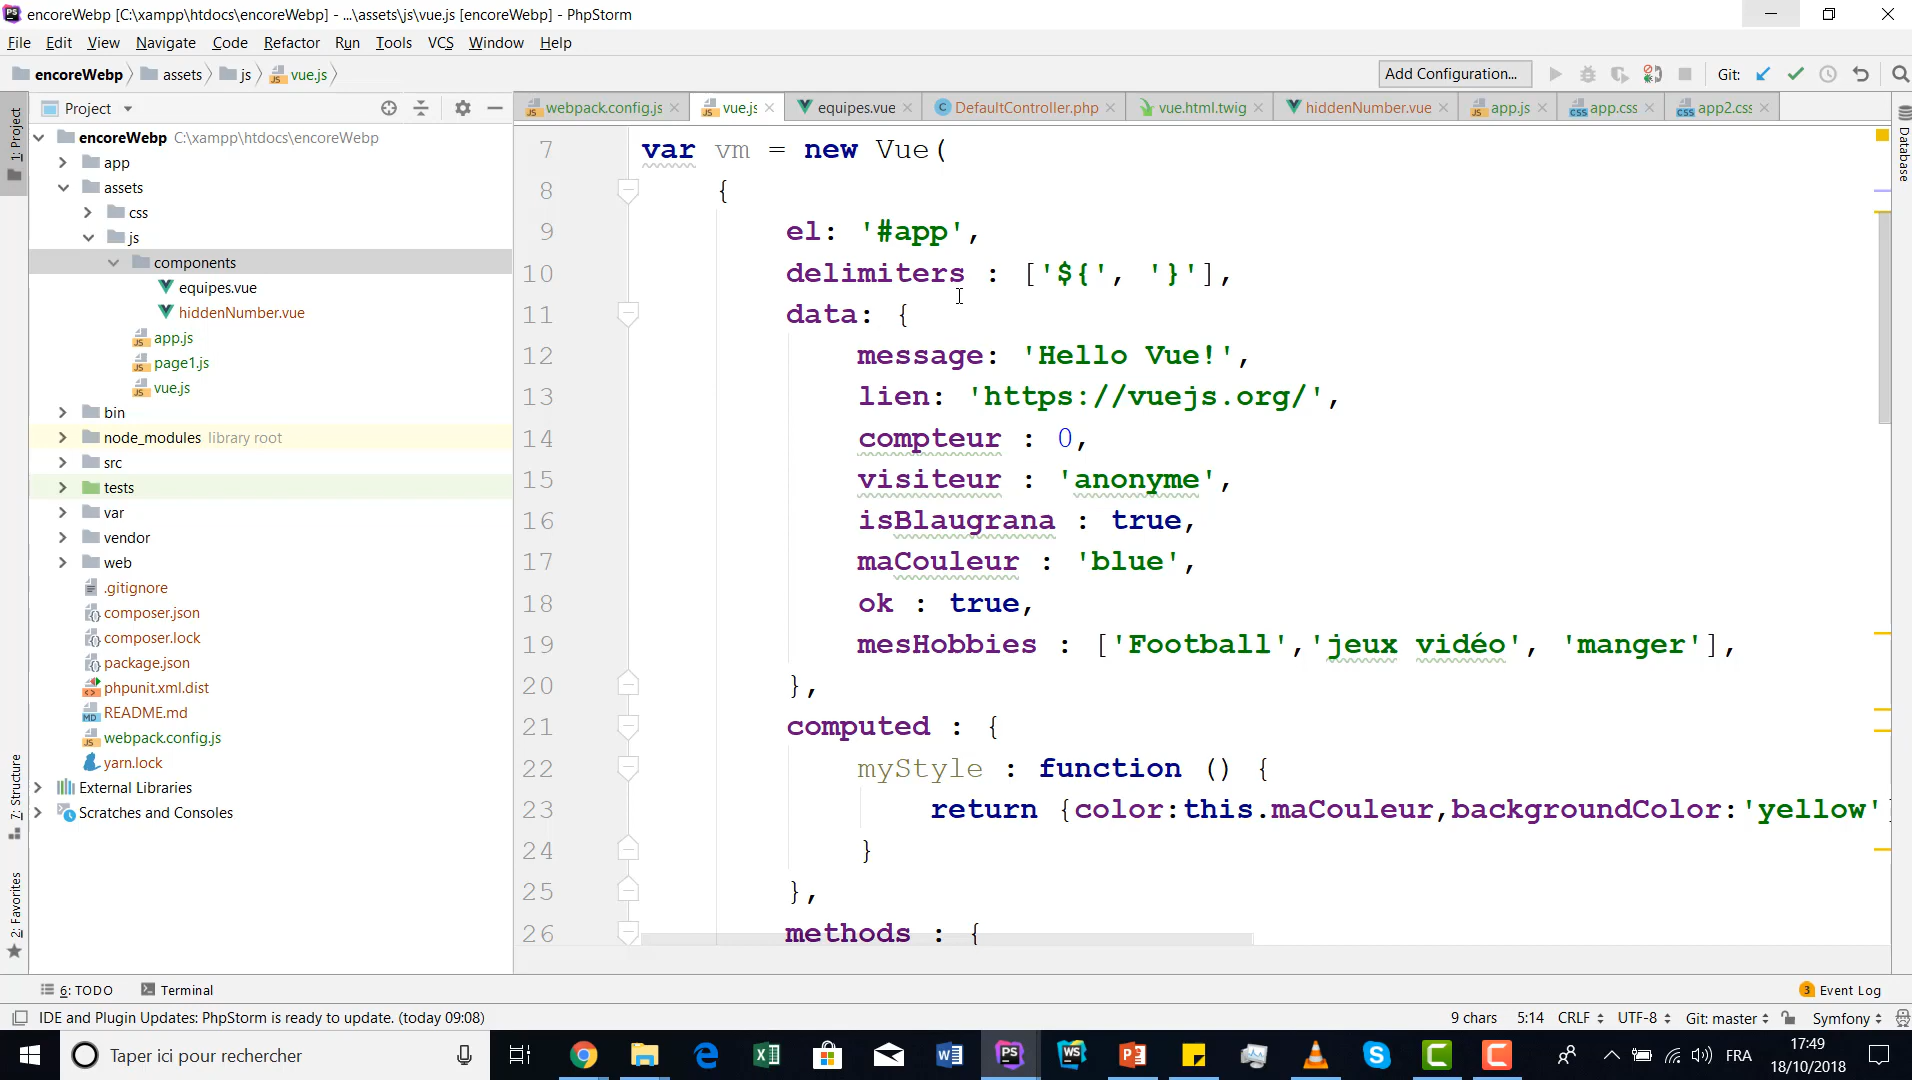 encoreWebp [C:\xampp\htdocs\encoreWebp] - ...\assets\js\vue.js [encoreWebp] - PhpStorm
File Edit View Navigate Code Refactor Run Tools VCS Window Help
encoreWebp assets js vue.js Add Configuration... Git:
Project
webpack.config.js vue.js equipes.vue DefaultController.php vue.html.twig hiddenNumber.vue app.js app.css app2.css
1: Project
7: Structure
2: Favorites
Database
encoreWebp C:\xampp\htdocs\encoreWebp
app
assets
css
js
components
equipes.vue
hiddenNumber.vue
app.js
page1.js
vue.js
bin
node_modules library root
src
tests
var
vendor
web
.gitignore
composer.json
composer.lock
package.json
phpunit.xml.dist
README.md
webpack.config.js
yarn.lock
External Libraries
Scratches and Consoles
7 var vm = new Vue(
8 {
9 el: '#app',
10 delimiters : ['${', '}'],
11 data: {
12 message: 'Hello Vue!',
13 lien: 'https://vuejs.org/',
14 compteur : 0,
15 visiteur : 'anonyme',
16 isBlaugrana : true,
17 maCouleur : 'blue',
18 ok : true,
19 mesHobbies : ['Football','jeux vidéo', 'manger'],
20 },
21 computed : {
22 myStyle : function () {
23 return {color:this.maCouleur,backgroundColor:'yellow'}
24 }
25 },
26 methods : {
6: TODO Terminal 3 Event Log
IDE and Plugin Updates: PhpStorm is ready to update. (today 09:08) 9 chars 5:14 CRLF UTF-8 Git: master Symfony
Taper ici pour rechercher FRA 17:49
18/10/2018